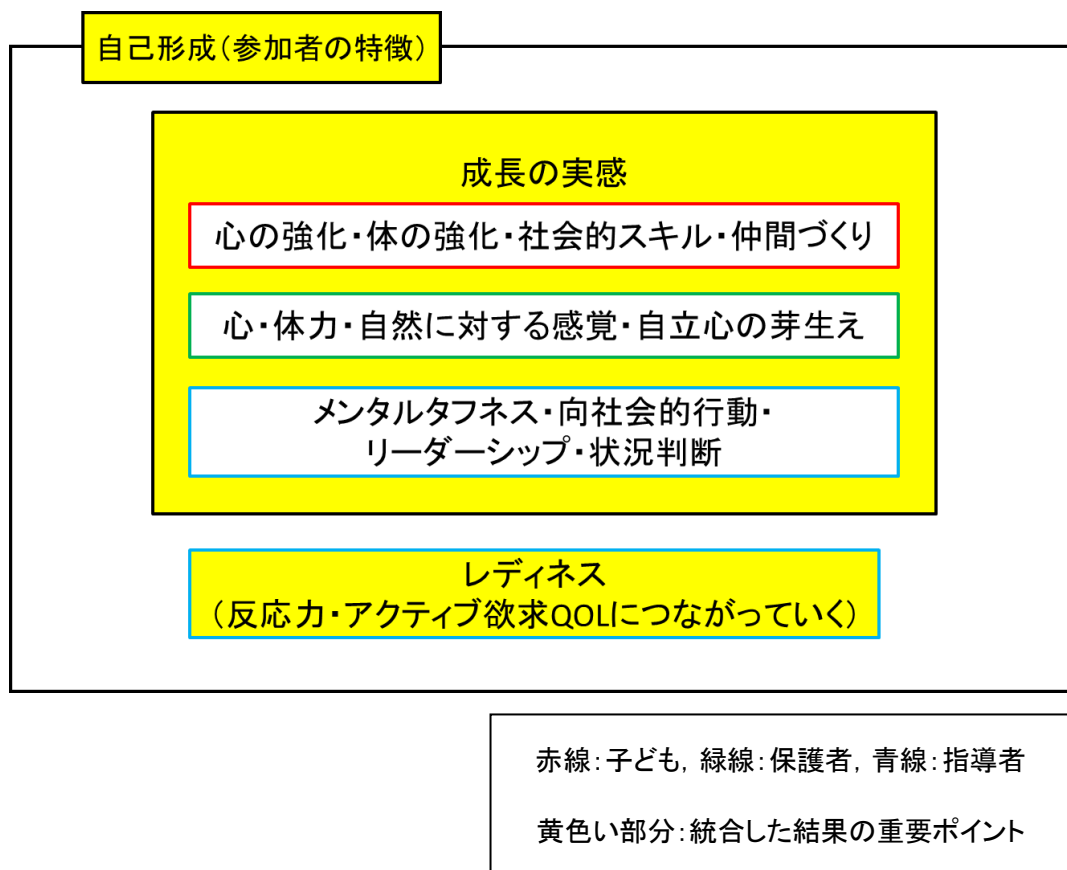 自己形成(参加者の特徴)
成長の実感
心の強化・体の強化・社会的スキル・仲間づくり
心・体力・自然に対する感覚・自立心の芽生え
メンタルタフネス・向社会的行動・
リーダーシップ・状況判断
レディネス
(反応力・アクティブ欲求QOLにつながっていく)
赤線:子ども, 緑線:保護者, 青線:指導者
黄色い部分:統合した結果の重要ポイント